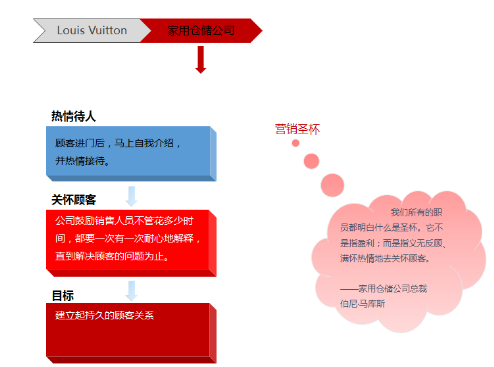 Louis Vuitton
家用仓储公司
热情待人
顾客进门后，马上自我介绍，
并热情接待。
关怀顾客
公司鼓励销售人员不管花多少时
间，都要一次有一次耐心地解释，
直到解决顾客的问题为止。
目标
建立起持久的顾客关系
营销圣杯
我们所有的职
员都明白什么是圣杯。它不
是指盈利；而是指义无反顾、
满怀热情地去关怀顾客。
——家用仓储公司总裁
伯尼·马库斯